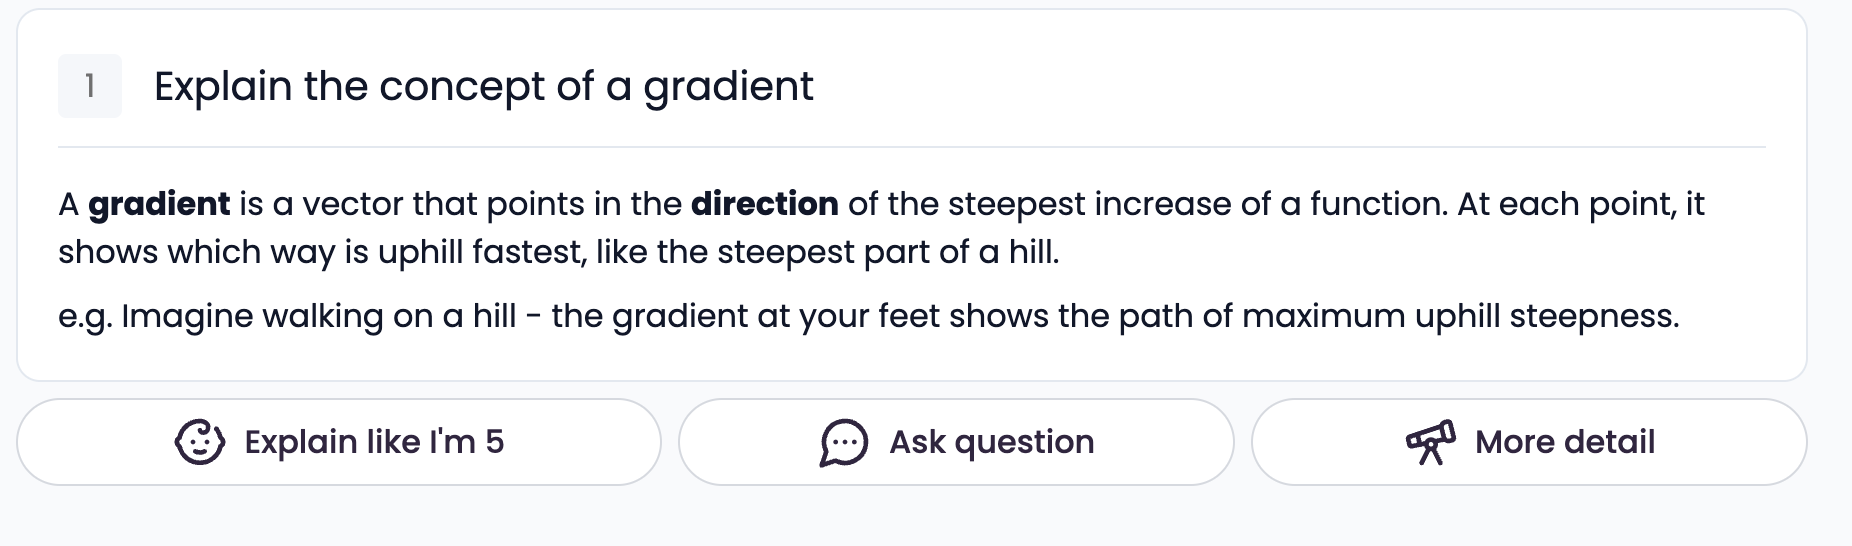 1
Explain the concept of a gradient
A gradient is a vector that points in the direction of the steepest increase of a function. At each point, it
shows which way is uphill fastest, like the steepest part of a hill.
e.g. Imagine walking on a hill - the gradient at your feet shows the path of maximum uphill steepness.
Explain like I'm 5
Ask question
More detail